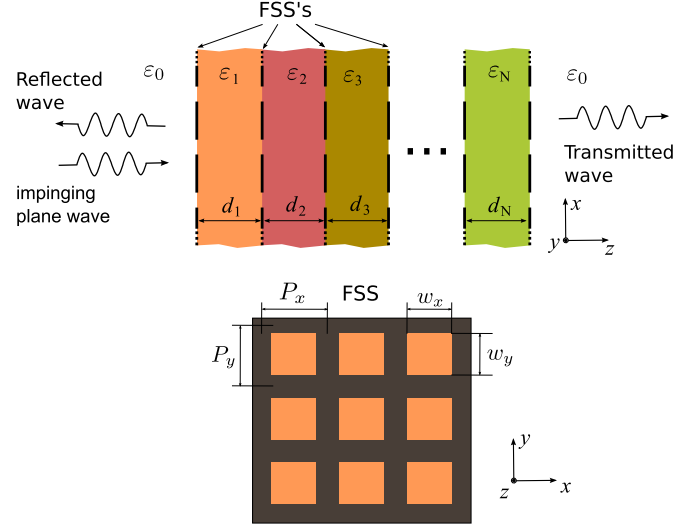 FSS's
Reflected
wave
ε0
ε1
ε2
ε3
εN
ε0
...
impinging
plane wave
Transmitted
wave
d1
d2
d3
dN
x
y
z
Px
FSS
wx
Py
wy
y
z
x